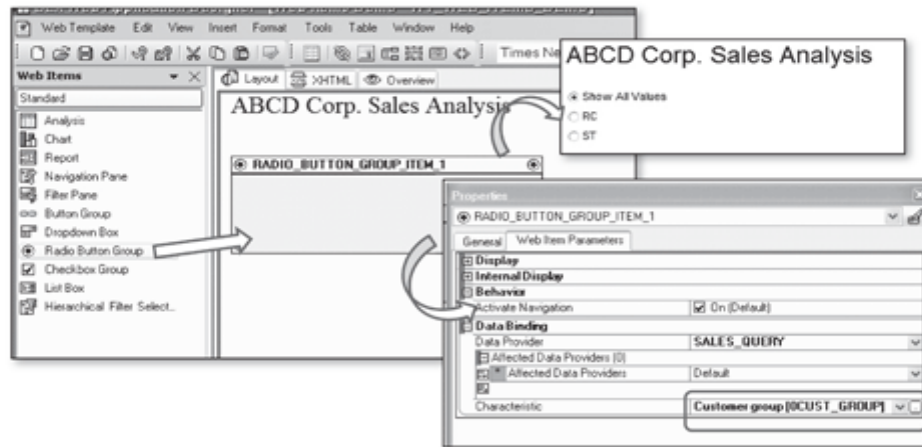 Web Template Edit View Insert Format Tools Table Window Help
Times Ne
Web Items
Standard
Analysis
Chart
Report
Navigation Pane
Filter Pane
Button Group
Dropdown Box
Radio Button Group
Checkbox Group
List Box
Hierarchical Filter Select..
Layout XHTML Overview
ABCD Corp. Sales Analysis
RADIO_BUTTON_GROUP_ITEM_1
ABCD Corp. Sales Analysis
Show All Values
RC
ST
Properties
RADIO_BUTTON_GROUP_ITEM_1
General Web Item Parameters
Display
Internal Display
Behavior
Activate Navigation On (Default)
Data Binding
Data Provider SALES_QUERY
Affected Data Providers (0)
* Affected Data Providers Default
Characteristic Customer group [0CUST_GROUP]